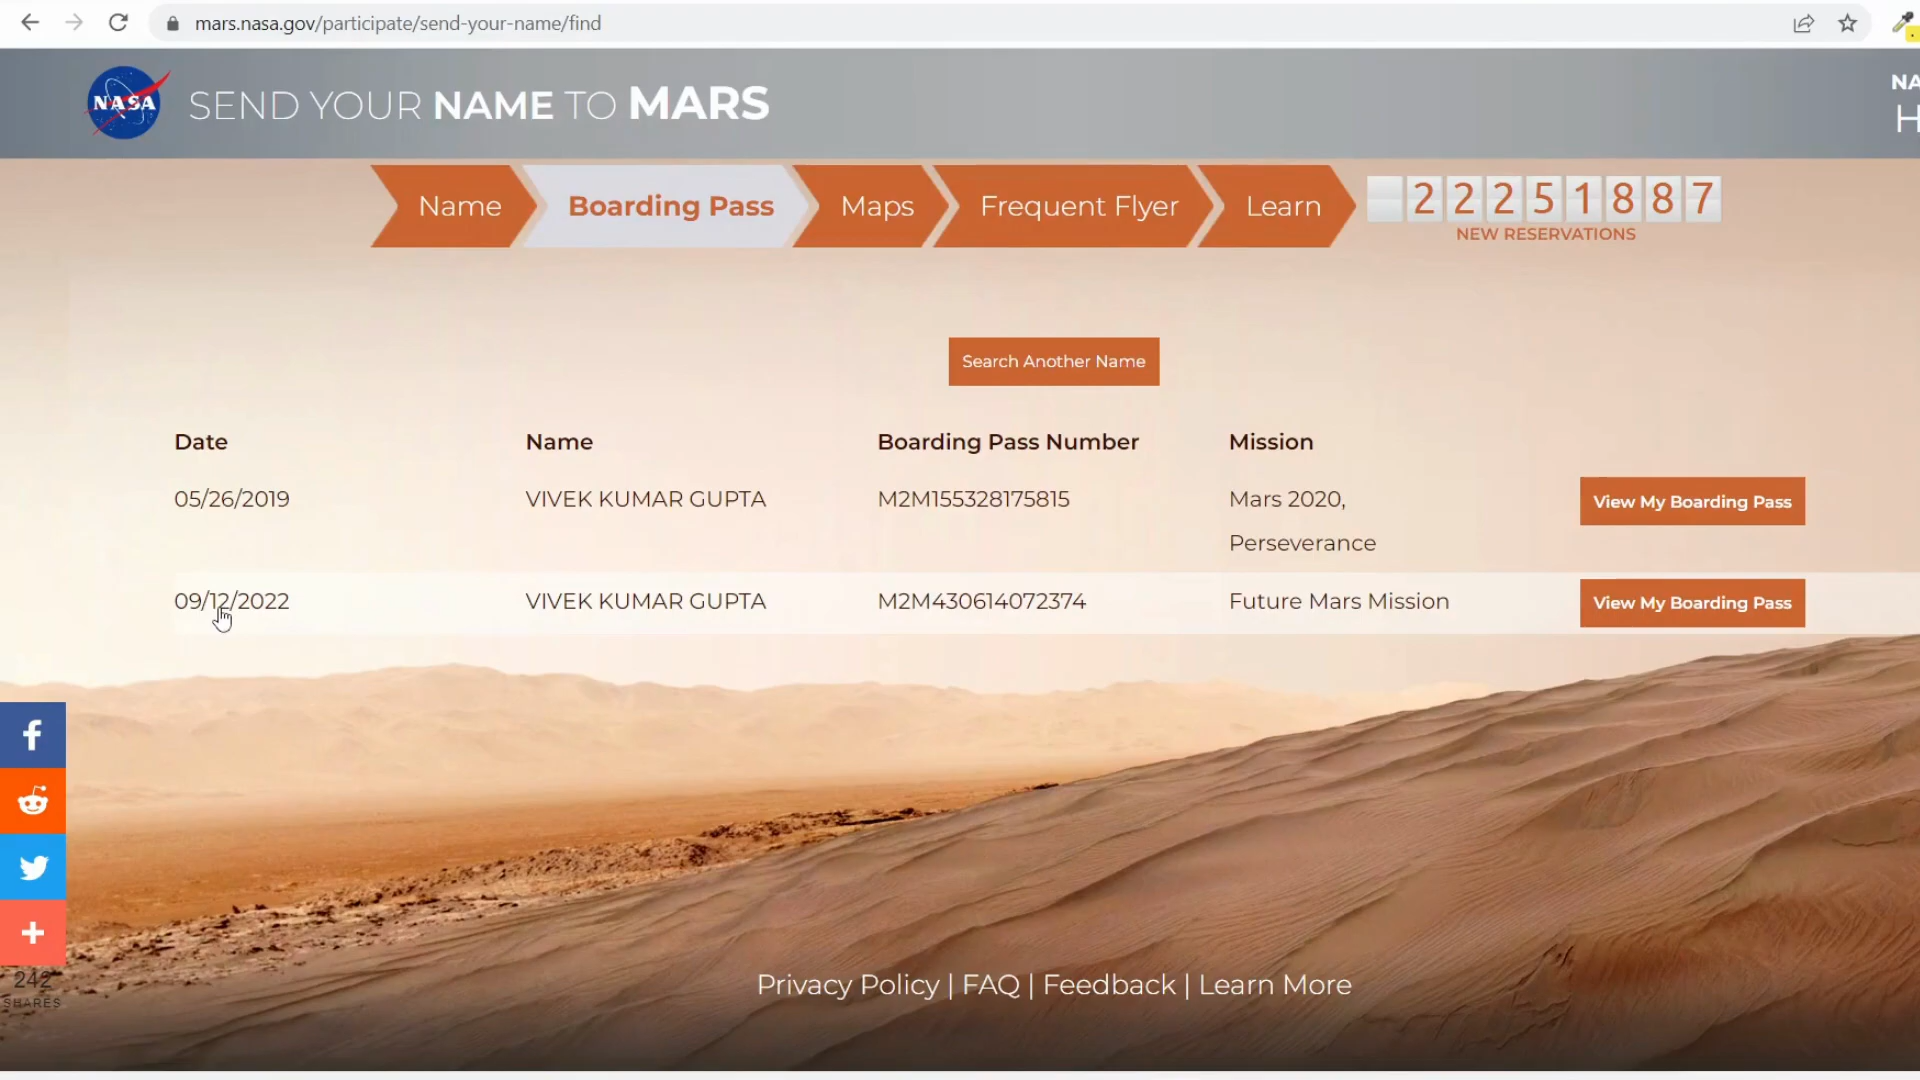 mars.nasa.gov/participate/send-your-name/find
NASA
SEND YOUR NAME TO MARS
NA
H
Name
Boarding Pass
Maps
Frequent Flyer
Learn
22251887
NEW RESERVATIONS
Search Another Name
Date Name Boarding Pass Number Mission
05/26/2019 VIVEK KUMAR GUPTA M2M155328175815 Mars 2020, View My Boarding Pass
Perseverance
09/12/2022 VIVEK KUMAR GUPTA M2M430614072374 Future Mars Mission View My Boarding Pass
242
SHARES
Privacy Policy | FAQ | Feedback | Learn More